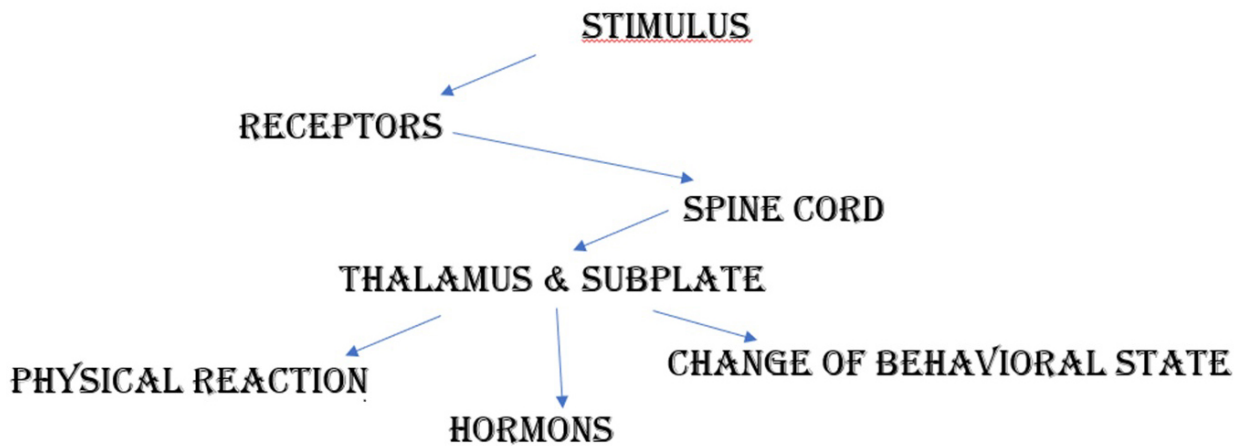 STIMULUS
RECEPTORS
SPINE CORD
THALAMUS & SUBPLATE
PHYSICAL REACTION
CHANGE OF BEHAVIORAL STATE
HORMONS